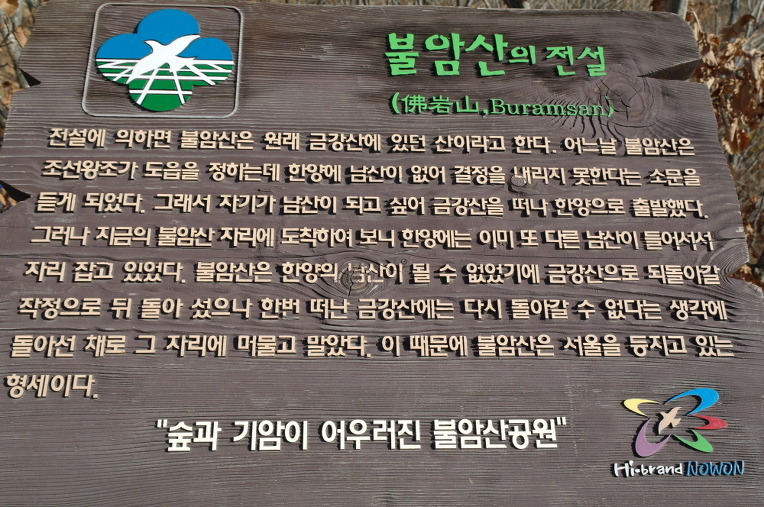 불암산의 전설
(佛岩山,Buramsan)
전설에 의하면 불암산은 원래 금강산에 있던 산이라고 한다. 어느날 불암산은
조선왕조가 도읍을 정하는데 한양에 남산이 없어 결정을 내리지 못한다는 소문을
듣게 되었다. 그래서 자기가 남산이 되고 싶어 금강산을 떠나 한양으로 출발했다.
그러나 지금의 불암산 자리에 도착하여 보니 한양에는 이미 또 다른 남산이 들어서서
자리 잡고 있었다. 불암산은 한양의 남산이 될 수 없었기에 금강산으로 되돌아갈
작정으로 뒤 돌아 섰으나 한번 떠난 금강산에는 다시 돌아갈 수 없다는 생각에
돌아선 채로 그 자리에 머물고 말았다. 이 때문에 불암산은 서울을 등지고 있는
형세이다.
"숲과 기암이 어우러진 불암산공원"
Hi-brand NOWON